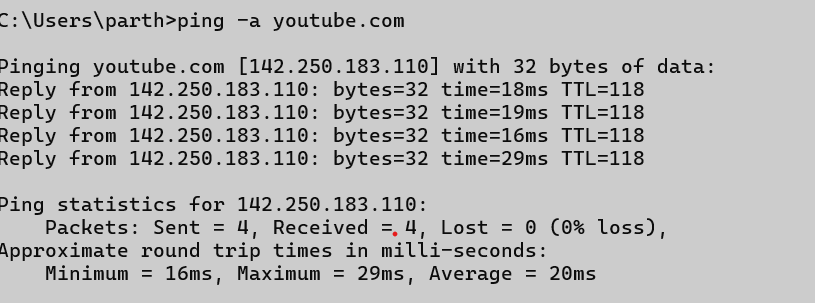 C:\Users\parth>ping -a youtube.com
Pinging youtube.com [142.250.183.110] with 32 bytes of data:
Reply from 142.250.183.110: bytes=32 time=18ms TTL=118
Reply from 142.250.183.110: bytes=32 time=19ms TTL=118
Reply from 142.250.183.110: bytes=32 time=16ms TTL=118
Reply from 142.250.183.110: bytes=32 time=29ms TTL=118
Ping statistics for 142.250.183.110:
    Packets: Sent = 4, Received = 4, Lost = 0 (0% loss),
Approximate round trip times in milli-seconds:
    Minimum = 16ms, Maximum = 29ms, Average = 20ms